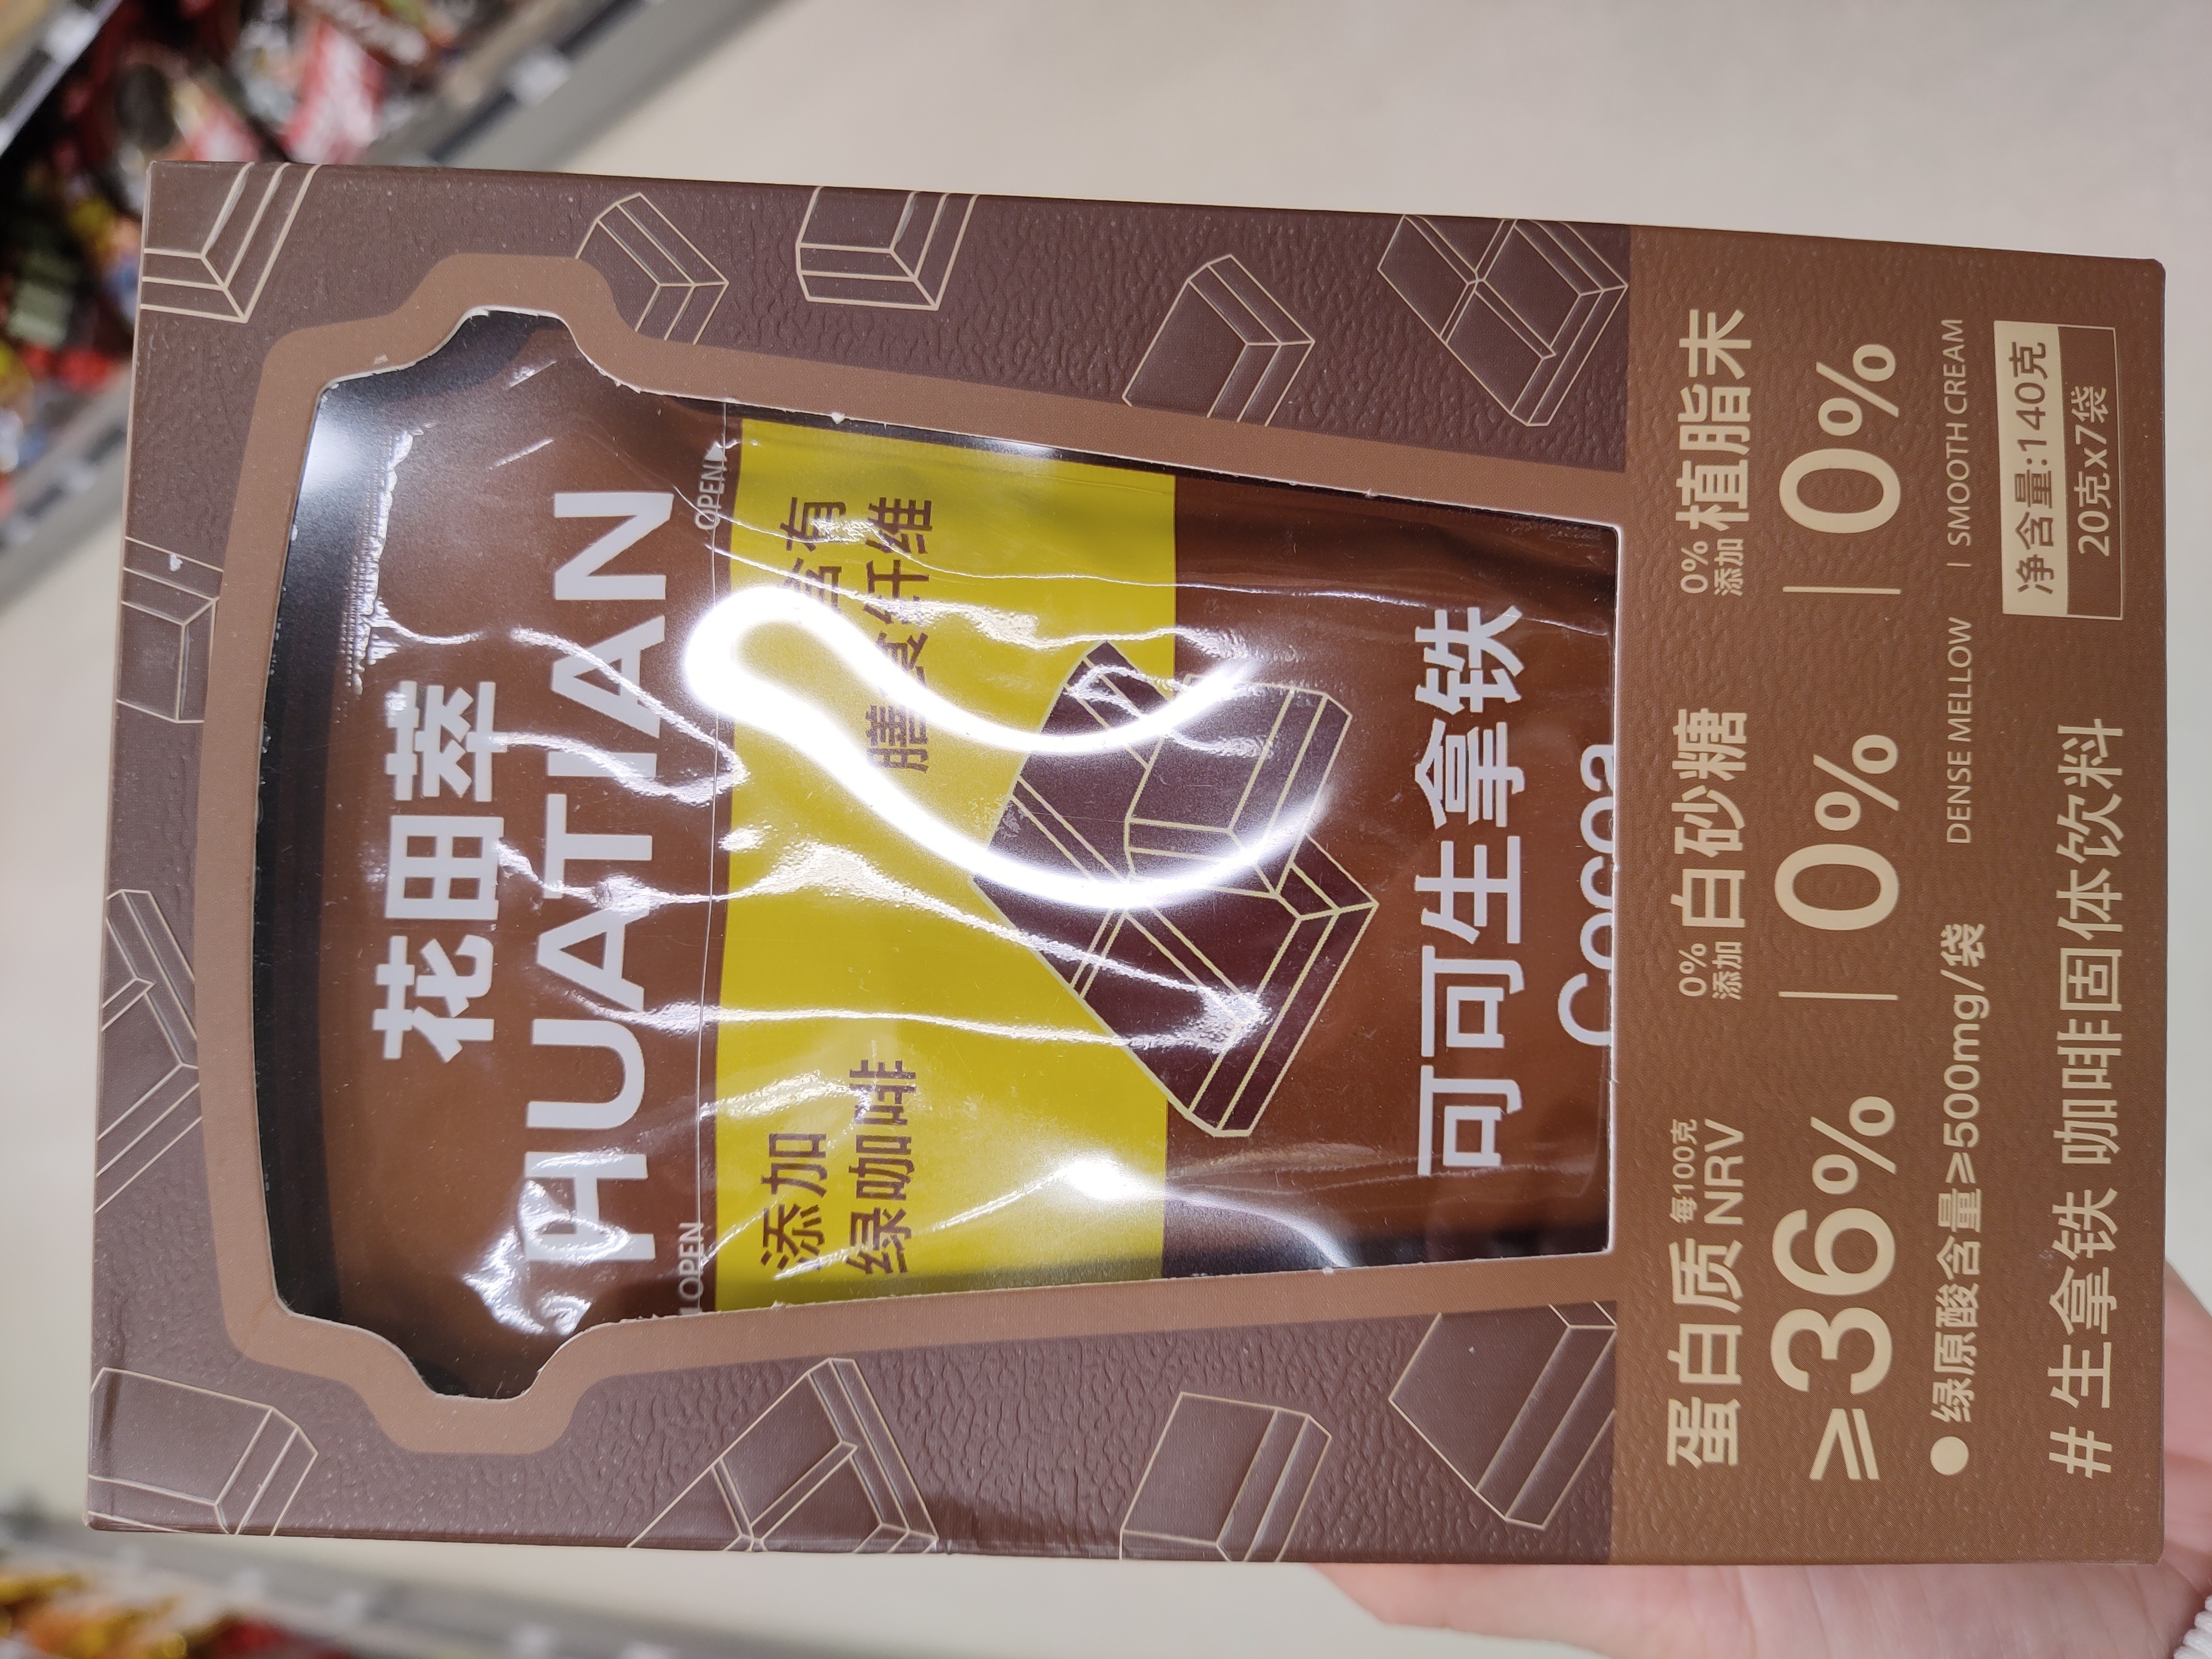 花田萃
HUATIAN
OPEN
OPEN
添加
绿咖啡
含有
膳食纤维
可可生拿铁
Cocoa
蛋白质 每100克 NRV
≥36%
0% 添加 白砂糖
0%
0% 添加 植脂末
0%
绿原酸含量≥500mg/袋
DENSE MELLOW | SMOOTH CREAM
# 生拿铁 咖啡固体饮料
净含量:140克
20克x7袋